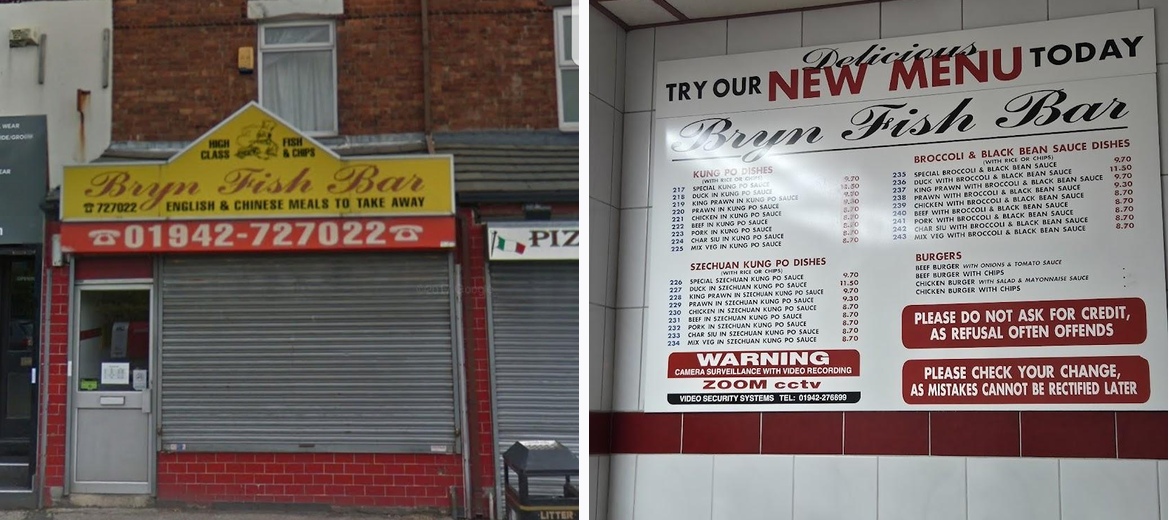 WEAR
WEAR
HIGH CLASS
FISH & CHIPS
Bryn Fish Bar
☎ 727022 ENGLISH & CHINESE MEALS TO TAKE AWAY
☎01942-727022☎
PIZ
LITTER
TRY OUR Delicious NEW MENU TODAY
Bryn Fish Bar
KUNG PO DISHES
(WITH RICE OR CHIPS)
217 SPECIAL KUNG PO SAUCE 9.70
218 DUCK IN KUNG PO SAUCE 11.50
219 KING PRAWN IN KUNG PO SAUCE
220 PRAWN IN KUNG PO SAUCE
221 CHICKEN IN KUNG PO SAUCE
222 BEEF IN KUNG PO SAUCE
223 PORK IN KUNG PO SAUCE
224 CHAR SIU IN KUNG PO SAUCE 8.70
225 MIX VEG IN KUNG PO SAUCE 8.70
SZECHUAN KUNG PO DISHES
(WITH RICE OR CHIPS)
226 SPECIAL SZECHUAN KUNG PO SAUCE 9.70
227 DUCK IN SZECHUAN KUNG PO SAUCE 11.50
228 KING PRAWN IN SZECHUAN KUNG PO SAUCE 9.70
229 PRAWN IN SZECHUAN KUNG PO SAUCE 9.30
230 CHICKEN IN SZECHUAN KUNG PO SAUCE 8.70
231 BEEF IN SZECHUAN KUNG PO SAUCE 8.70
232 PORK IN SZECHUAN KUNG PO SAUCE 8.70
233 CHAR SIU IN SZECHUAN KUNG PO SAUCE 8.70
234 MIX VEG IN SZECHUAN KUNG PO SAUCE 8.70
WARNING
CAMERA SURVEILLANCE WITH VIDEO RECORDING
ZOOM cctv
VIDEO SECURITY SYSTEMS TEL: 01942-276699
BROCCOLI & BLACK BEAN SAUCE DISHES
(WITH RICE OR CHIPS)
235 SPECIAL BROCCOLI & BLACK BEAN SAUCE 9.70
236 DUCK WITH BROCCOLI & BLACK BEAN SAUCE 11.50
237 KING PRAWN WITH BROCCOLI & BLACK BEAN SAUCE 9.70
238 PRAWN WITH BROCCOLI & BLACK BEAN SAUCE 9.30
239 CHICKEN WITH BROCCOLI & BLACK BEAN SAUCE 8.70
240 BEEF WITH BROCCOLI & BLACK BEAN SAUCE 8.70
241 PORK WITH BROCCOLI & BLACK BEAN SAUCE 8.70
242 CHAR SIU WITH BROCCOLI & BLACK BEAN SAUCE 8.70
243 MIX VEG WITH BROCCOLI & BLACK BEAN SAUCE 8.70
BURGERS
BEEF BURGER WITH ONIONS & TOMATO SAUCE
BEEF BURGER WITH CHIPS
CHICKEN BURGER WITH SALAD & MAYONNAISE SAUCE
CHICKEN BURGER WITH CHIPS
PLEASE DO NOT ASK FOR CREDIT,
AS REFUSAL OFTEN OFFENDS
PLEASE CHECK YOUR CHANGE,
AS MISTAKES CANNOT BE RECTIFIED LATER